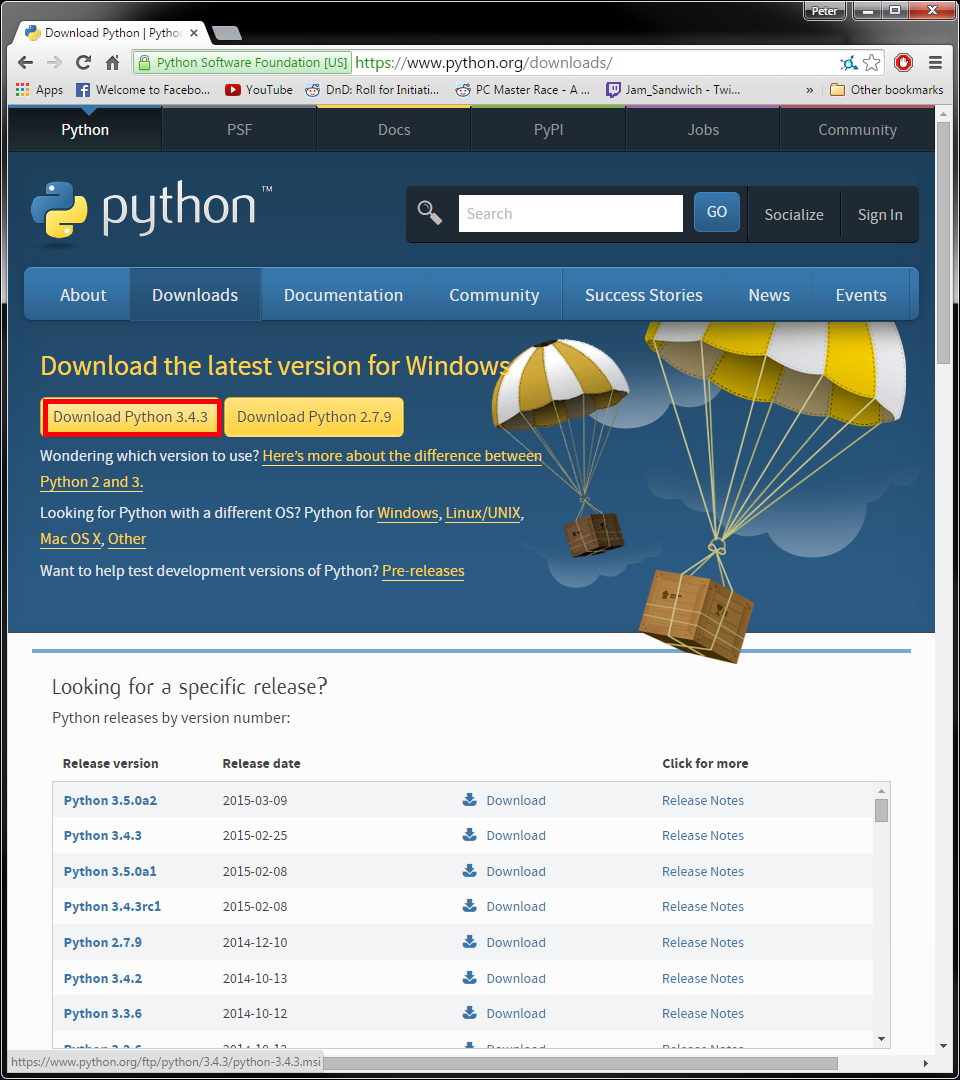 Peter
Download Python | Pytho
Python Software Foundation [US] https://www.python.org/downloads/
Apps Welcome to Facebo... YouTube DnD: Roll for Initiati... PC Master Race - A ... Jam_Sandwich - Twi... » Other bookmarks
Python PSF Docs PyPI Jobs Community
python™
Search GO Socialize Sign In
About Downloads Documentation Community Success Stories News Events
Download the latest version for Windows
Download Python 3.4.3 Download Python 2.7.9
Wondering which version to use? Here's more about the difference between
Python 2 and 3.
Looking for Python with a different OS? Python for Windows, Linux/UNIX,
Mac OS X, Other
Want to help test development versions of Python? Pre-releases
Looking for a specific release?
Python releases by version number:
Release version Release date Click for more
Python 3.5.0a2 2015-03-09 Download Release Notes
Python 3.4.3 2015-02-25 Download Release Notes
Python 3.5.0a1 2015-02-08 Download Release Notes
Python 3.4.3rc1 2015-02-08 Download Release Notes
Python 2.7.9 2014-12-10 Download Release Notes
Python 3.4.2 2014-10-13 Download Release Notes
Python 3.3.6 2014-10-12 Download Release Notes
https://www.python.org/ftp/python/3.4.3/python-3.4.3.msi